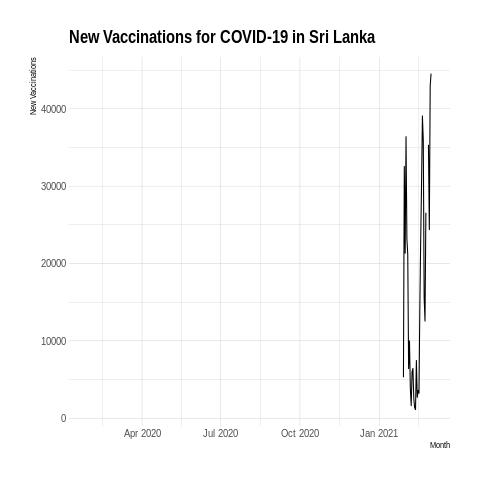 New Vaccinations for COVID-19 in Sri Lanka
New Vaccinations
40000
30000
20000
10000
0
Apr 2020 Jul 2020 Oct 2020 Jan 2021
Month